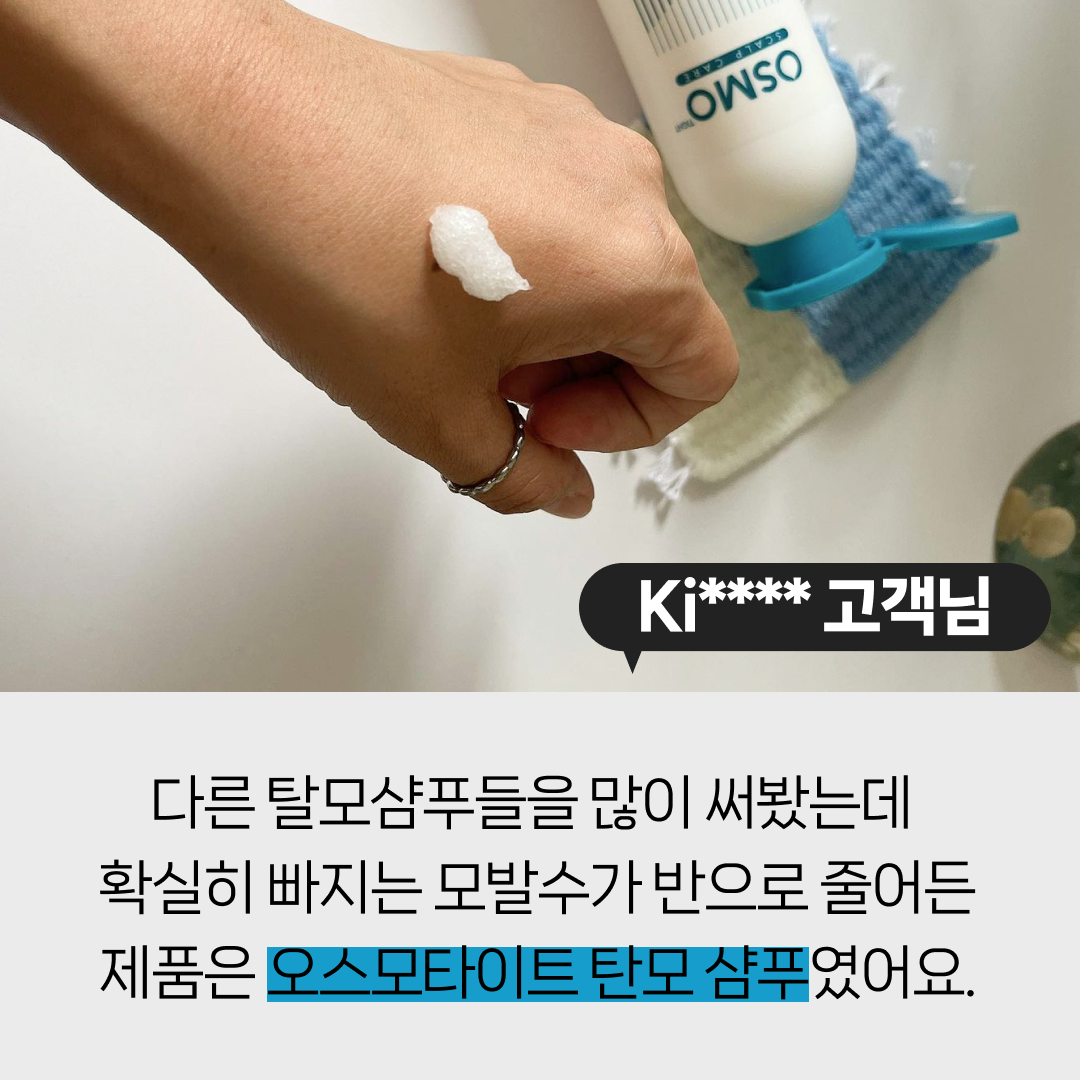 SCALP CARE
OSMO
TIGHT
Ki**** 고객님
다른 탈모샴푸들을 많이 써봤는데
확실히 빠지는 모발수가 반으로 줄어든
제품은 오스모타이트 탄모 샴푸였어요.